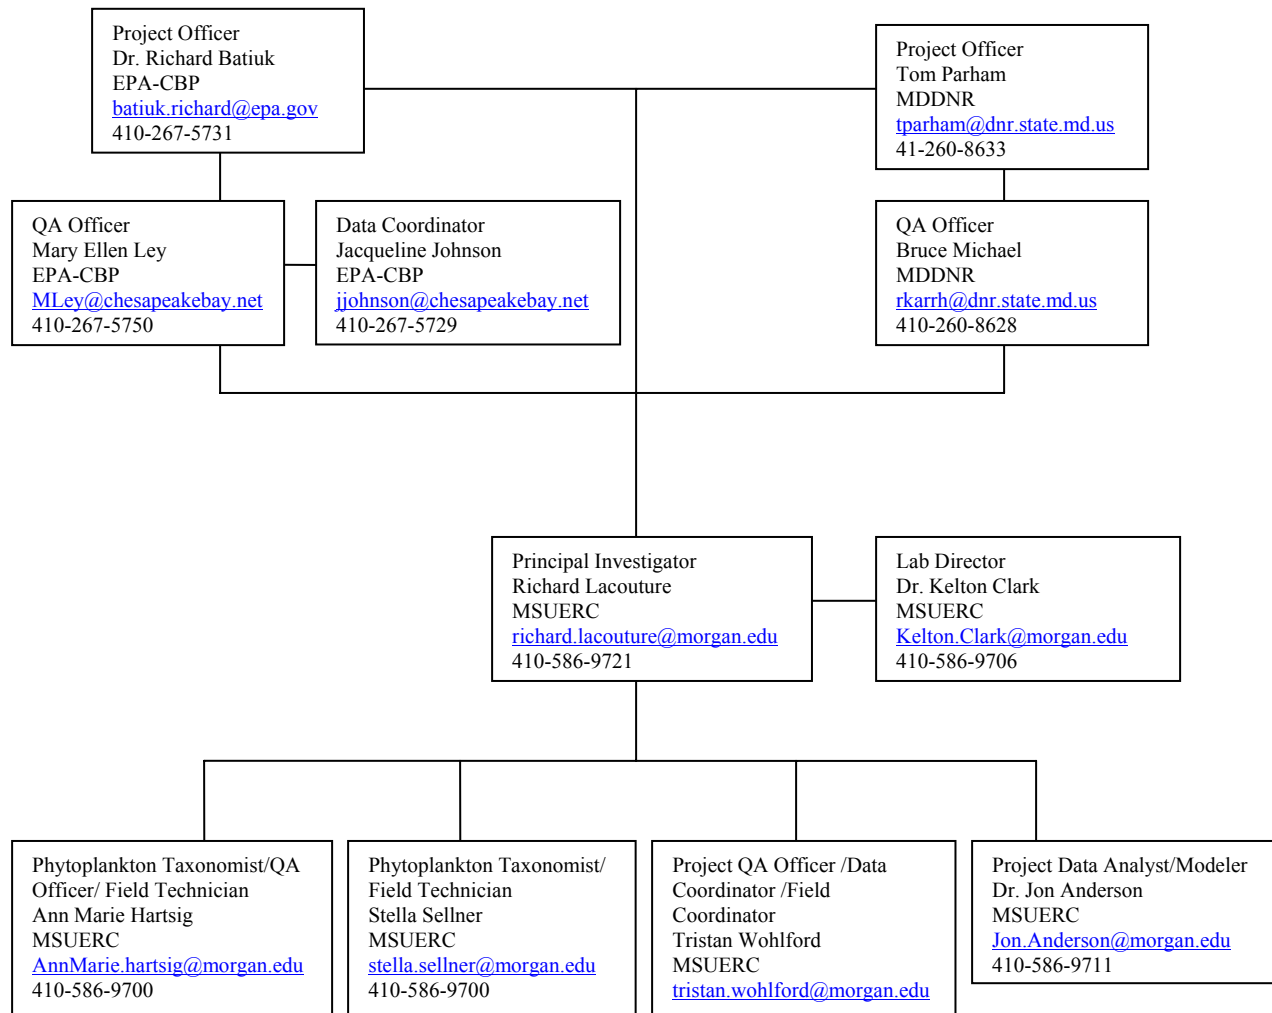 Project Officer
Dr. Richard Batiuk
EPA-CBP
batiuk.richard@epa.gov
410-267-5731
Project Officer
Tom Parham
MDDNR
tparham@dnr.state.md.us
41-260-8633
QA Officer
Mary Ellen Ley
EPA-CBP
MLey@chesapeakebay.net
410-267-5750
Data Coordinator
Jacqueline Johnson
EPA-CBP
jjohnson@chesapeakebay.net
410-267-5729
QA Officer
Bruce Michael
MDDNR
rkarrh@dnr.state.md.us
410-260-8628
Principal Investigator
Richard Lacouture
MSUERC
richard.lacouture@morgan.edu
410-586-9721
Lab Director
Dr. Kelton Clark
MSUERC
Kelton.Clark@morgan.edu
410-586-9706
Phytoplankton Taxonomist/QA
Officer/ Field Technician
Ann Marie Hartsig
MSUERC
AnnMarie.hartsig@morgan.edu
410-586-9700
Phytoplankton Taxonomist/
Field Technician
Stella Sellner
MSUERC
stella.sellner@morgan.edu
410-586-9700
Project QA Officer /Data
Coordinator /Field
Coordinator
Tristan Wohlford
MSUERC
tristan.wohlford@morgan.edu
Project Data Analyst/Modeler
Dr. Jon Anderson
MSUERC
Jon.Anderson@morgan.edu
410-586-9711